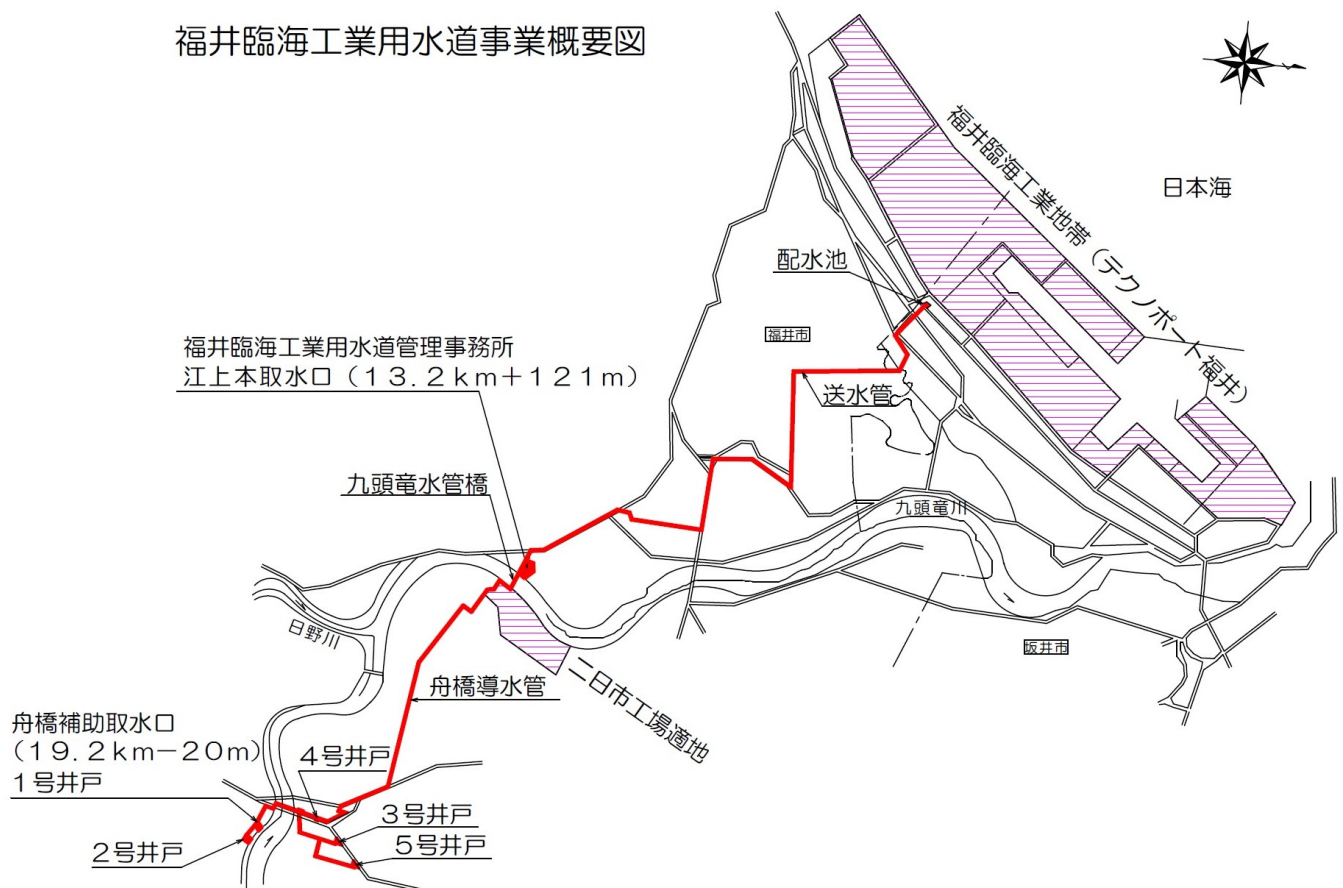 福井臨海工業用水道事業概要図
福井臨海工業地帯（テクノポート福井）
日本海
配水池
福井市
福井臨海工業用水道管理事務所
江上本取水口（１３.２ｋｍ＋１２１ｍ）
送水管
九頭竜水管橋
九頭竜川
日野川
坂井市
舟橋導水管
二日市工場適地
舟橋補助取水口
（１９.２ｋｍ－２０ｍ）
４号井戸
１号井戸
３号井戸
２号井戸
５号井戸